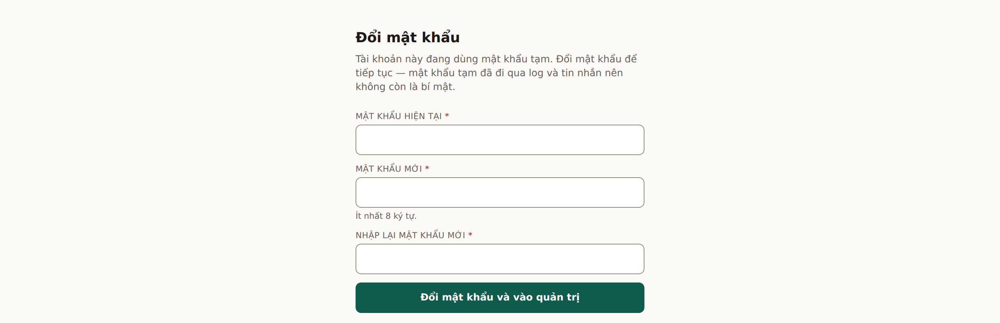 Đổi mật khẩu
Tài khoản này đang dùng mật khẩu tạm. Đổi mật khẩu để
tiếp tục — mật khẩu tạm đã đi qua log và tin nhắn nên
không còn là bí mật.
MẬT KHẨU HIỆN TẠI *
MẬT KHẨU MỚI *
Ít nhất 8 ký tự.
NHẬP LẠI MẬT KHẨU MỚI *
Đổi mật khẩu và vào quản trị